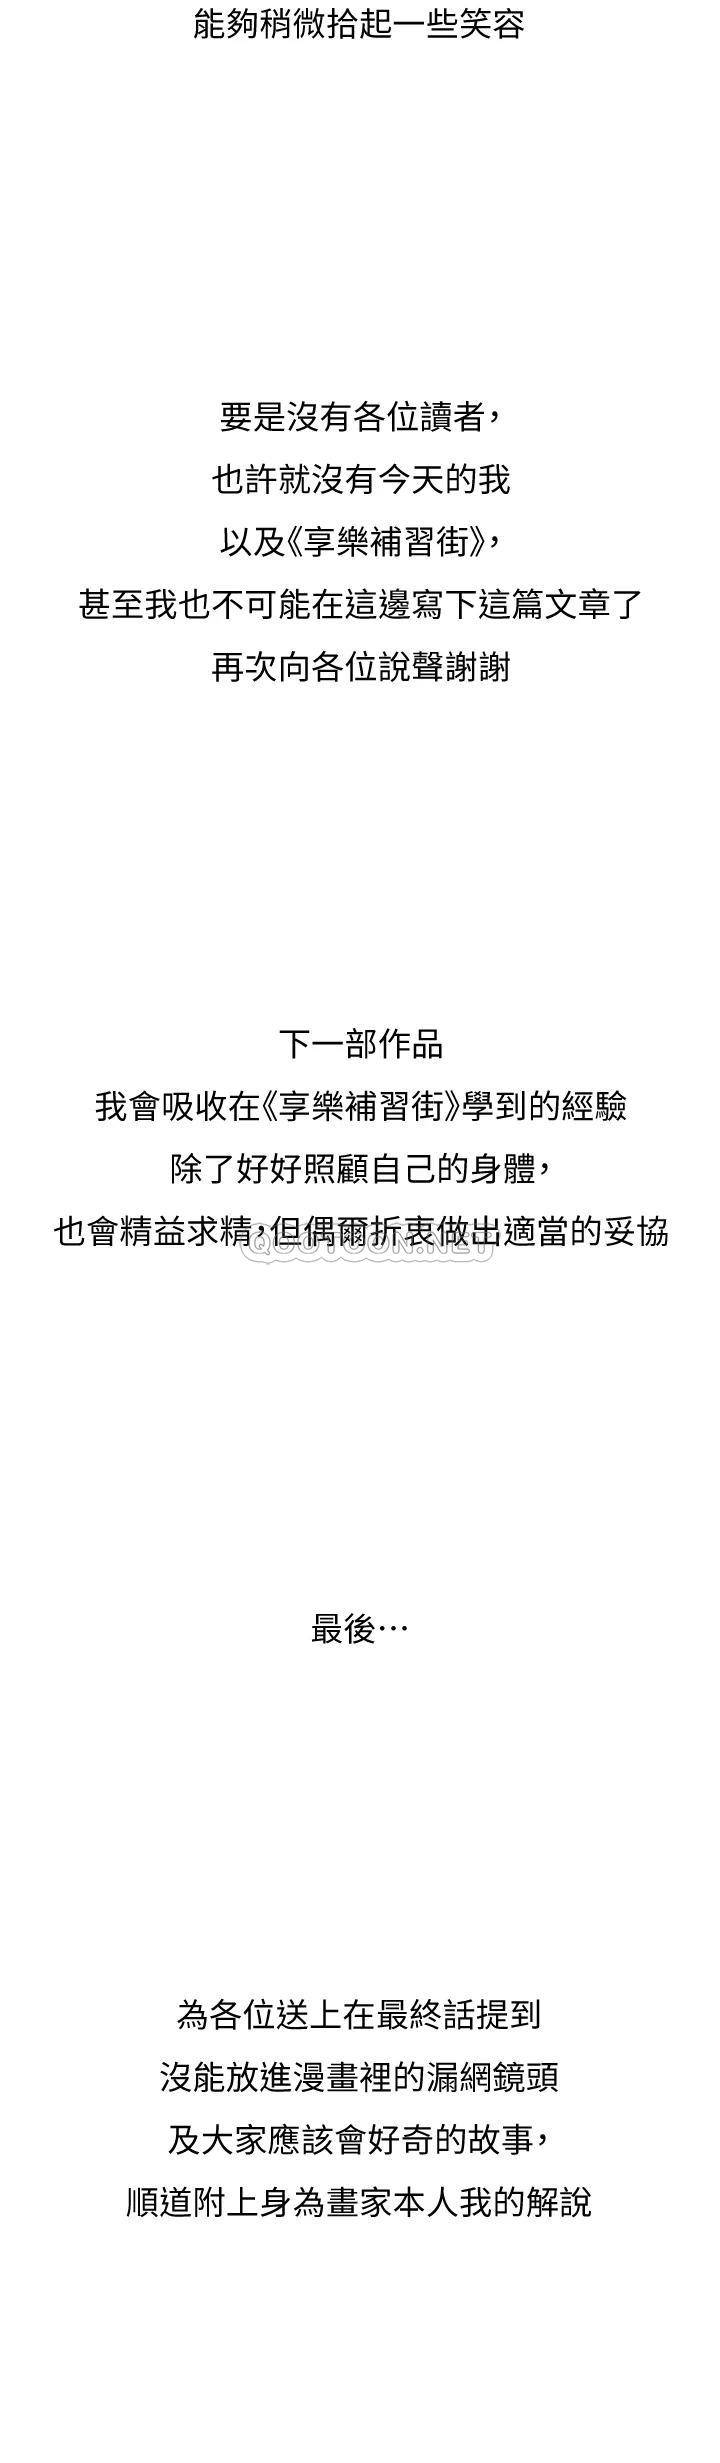 能夠稍微拾起一些笑容
要是沒有各位讀者，
也許就沒有今天的我
以及《享樂補習街》，
甚至我也不可能在這邊寫下這篇文章了
再次向各位說聲謝謝
下一部作品
我會吸收在《享樂補習街》學到的經驗
除了好好照顧自己的身體，
也會精益求精，但偶爾折衷做出適當的妥協
QOOTOON.NET
最後…
為各位送上在最終話提到
沒能放進漫畫裡的漏網鏡頭
及大家應該會好奇的故事，
順道附上身為畫家本人我的解說